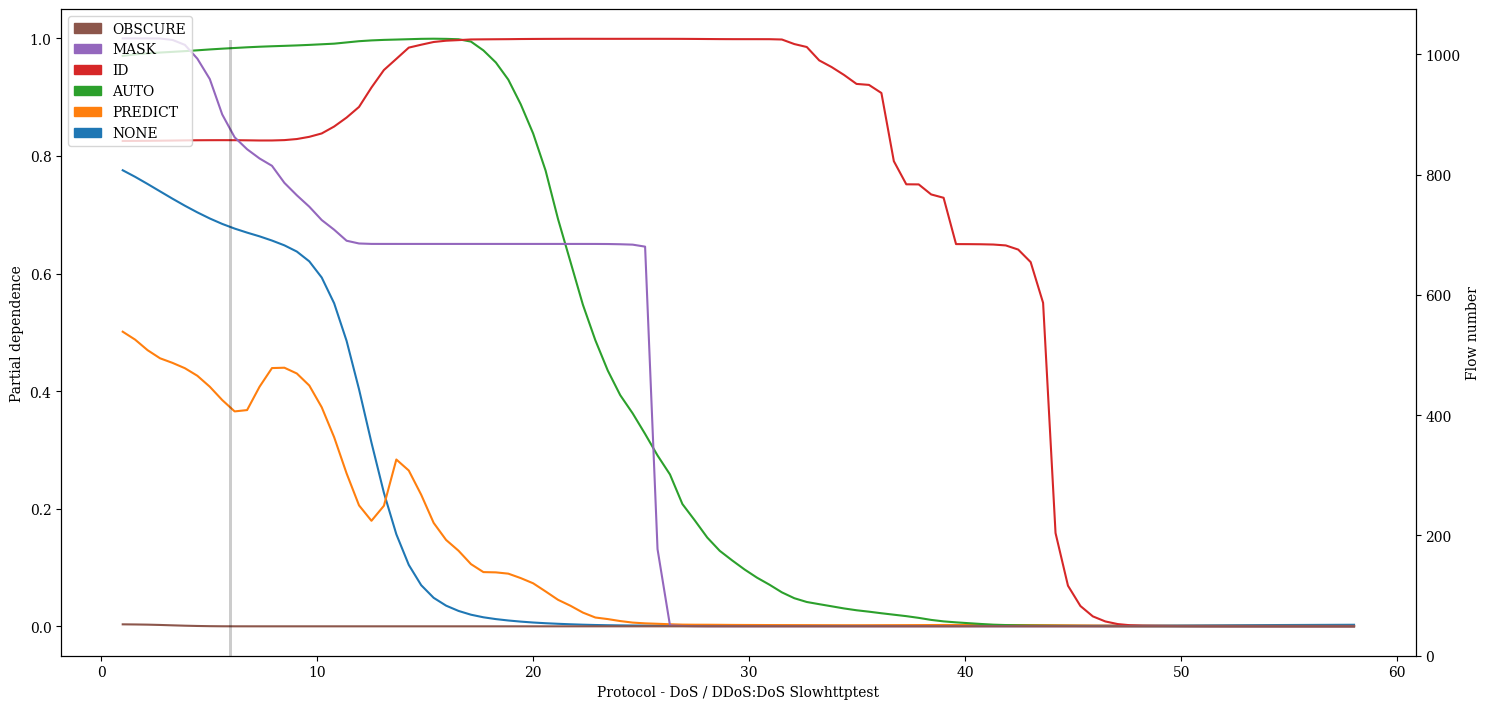 OBSCURE
MASK
ID
AUTO
PREDICT
NONE
1.0
0.8
0.6
0.4
0.2
0.0
Partial dependence
1000
800
600
400
200
0
Flow number
0 10 20 30 40 50 60
Protocol - DoS / DDoS:DoS Slowhttptest